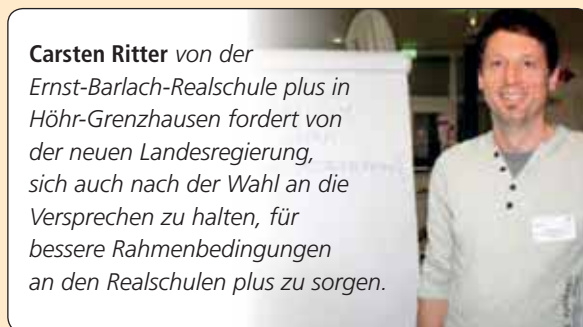 Carsten Ritter von der
Ernst-Barlach-Realschule plus in
Höhr-Grenzhausen fordert von
der neuen Landesregierung,
sich auch nach der Wahl an die
Versprechen zu halten, für
bessere Rahmenbedingungen
an den Realschulen plus zu sorgen.